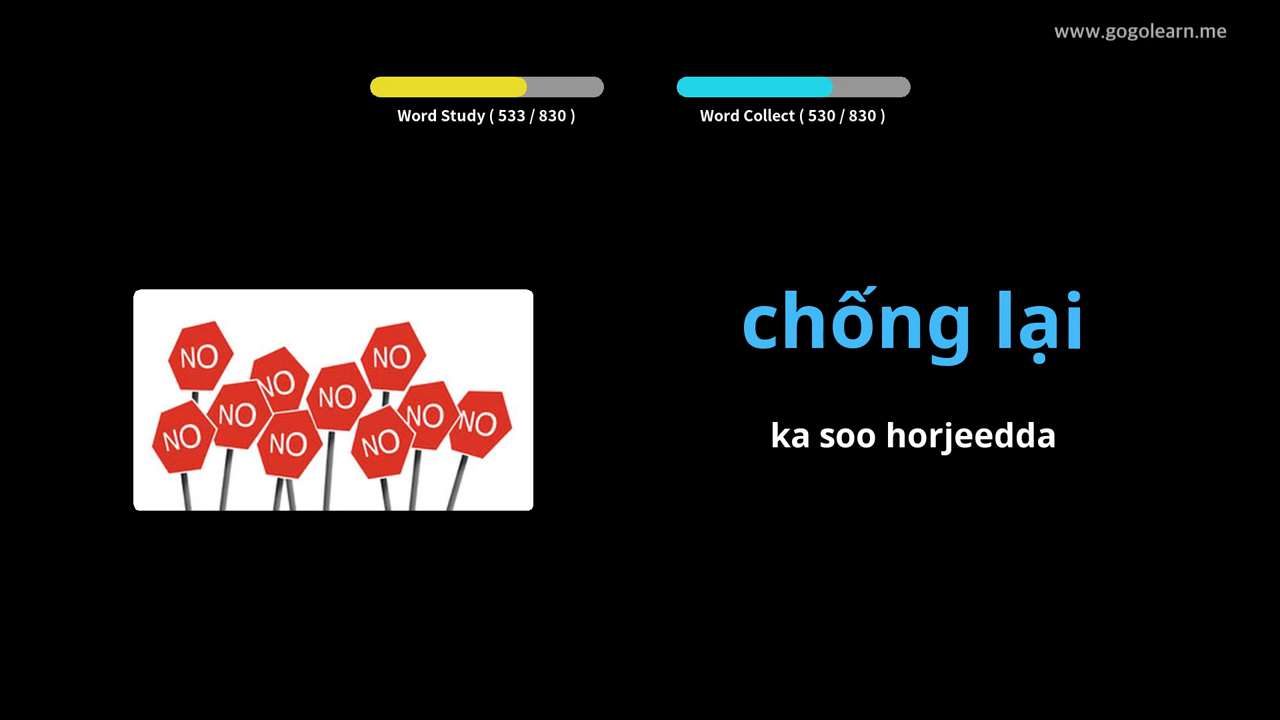 www.gogolearn.me
Word Study ( 533 / 830 )
Word Collect ( 530 / 830 )
chống lại
ka soo horjeedda
NO
NO
NO
NO
NO
NO
NO
NO
NO
NO